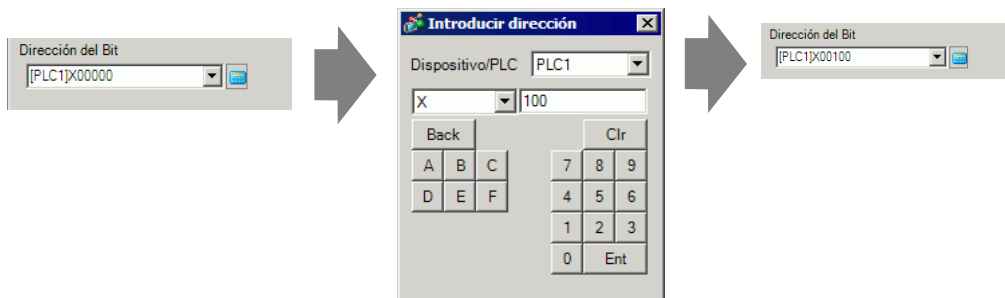 Dirección del Bit
[PLC1]X00000
Introducir dirección
Dispositivo/PLC PLC1
X 100
Back Clr
A B C 7 8 9
D E F 4 5 6
1 2 3
0 Ent
Dirección del Bit
[PLC1]X00100